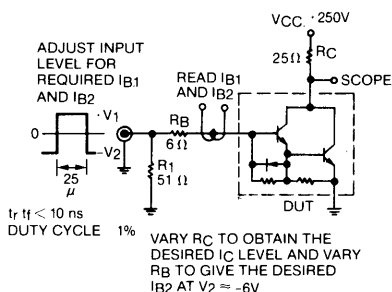 VCC. · 250V
ADJUST INPUT
LEVEL FOR
REQUIRED IB1
AND IB2
READ IB1
AND IB2
25Ω
RC
SCOPE
V1
0
V2
25
μ
RB
6 Ω
R1
51 Ω
DUT
tr tf < 10 ns
DUTY CYCLE 1%
VARY RC TO OBTAIN THE
DESIRED IC LEVEL AND VARY
RB TO GIVE THE DESIRED
IB2 AT V2 ≈ -6V